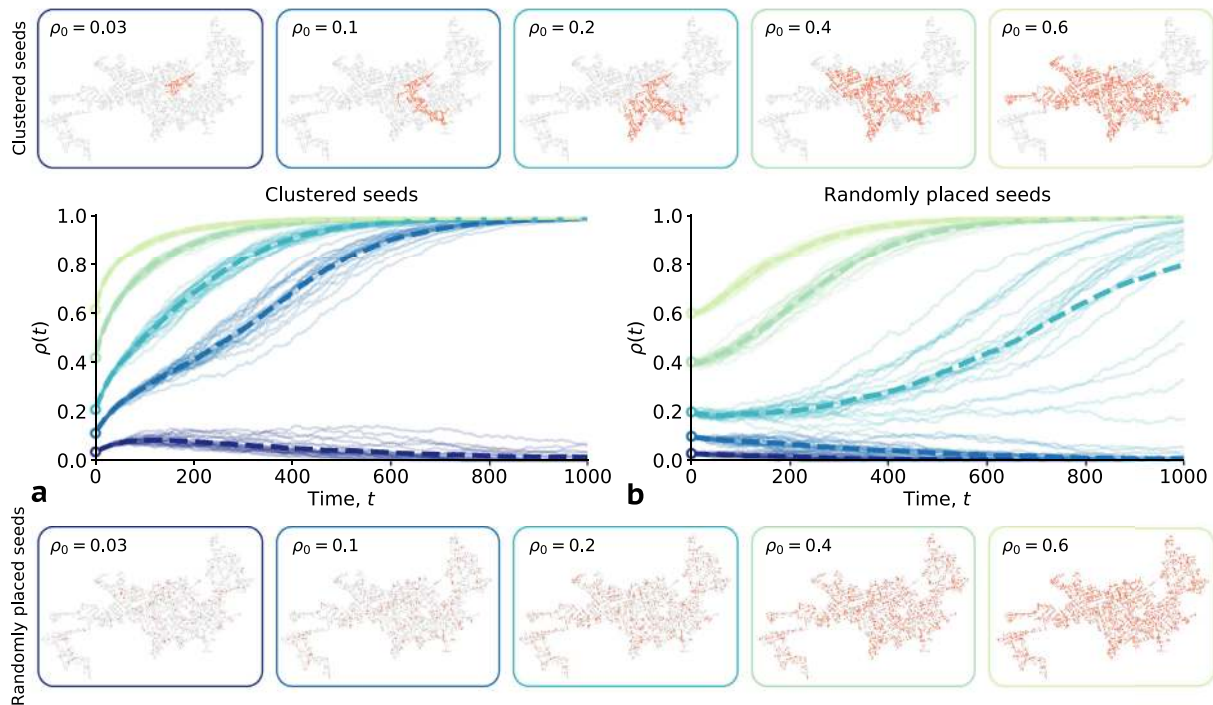 Clustered seeds
ρ₀ = 0.03
ρ₀ = 0.1
ρ₀ = 0.2
ρ₀ = 0.4
ρ₀ = 0.6
Clustered seeds
1.0
0.8
0.6
0.4
0.2
0.0
ρ(t)
0 200 400 600 800 1000
Time, t
a
Randomly placed seeds
1.0
0.8
0.6
0.4
0.2
0.0
ρ(t)
0 200 400 600 800 1000
Time, t
b
Randomly placed seeds
ρ₀ = 0.03
ρ₀ = 0.1
ρ₀ = 0.2
ρ₀ = 0.4
ρ₀ = 0.6